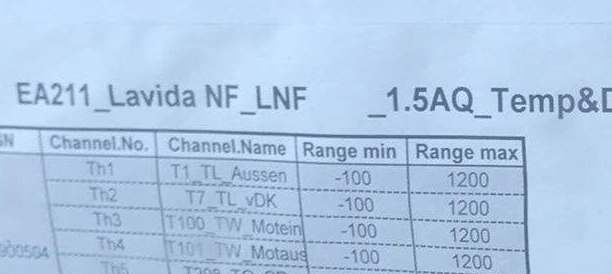 EA211_Lavida NF_LNF _1.5AQ_Temp&D
SN Channel.No. Channel.Name Range min Range max
Th1 T1_TL_Aussen -100 1200
Th2 T7_TL_vDK -100 1200
Th3 T100_TW_Motein -100 1200
Th4 T101_TW_Motaus -100 1200
Th5